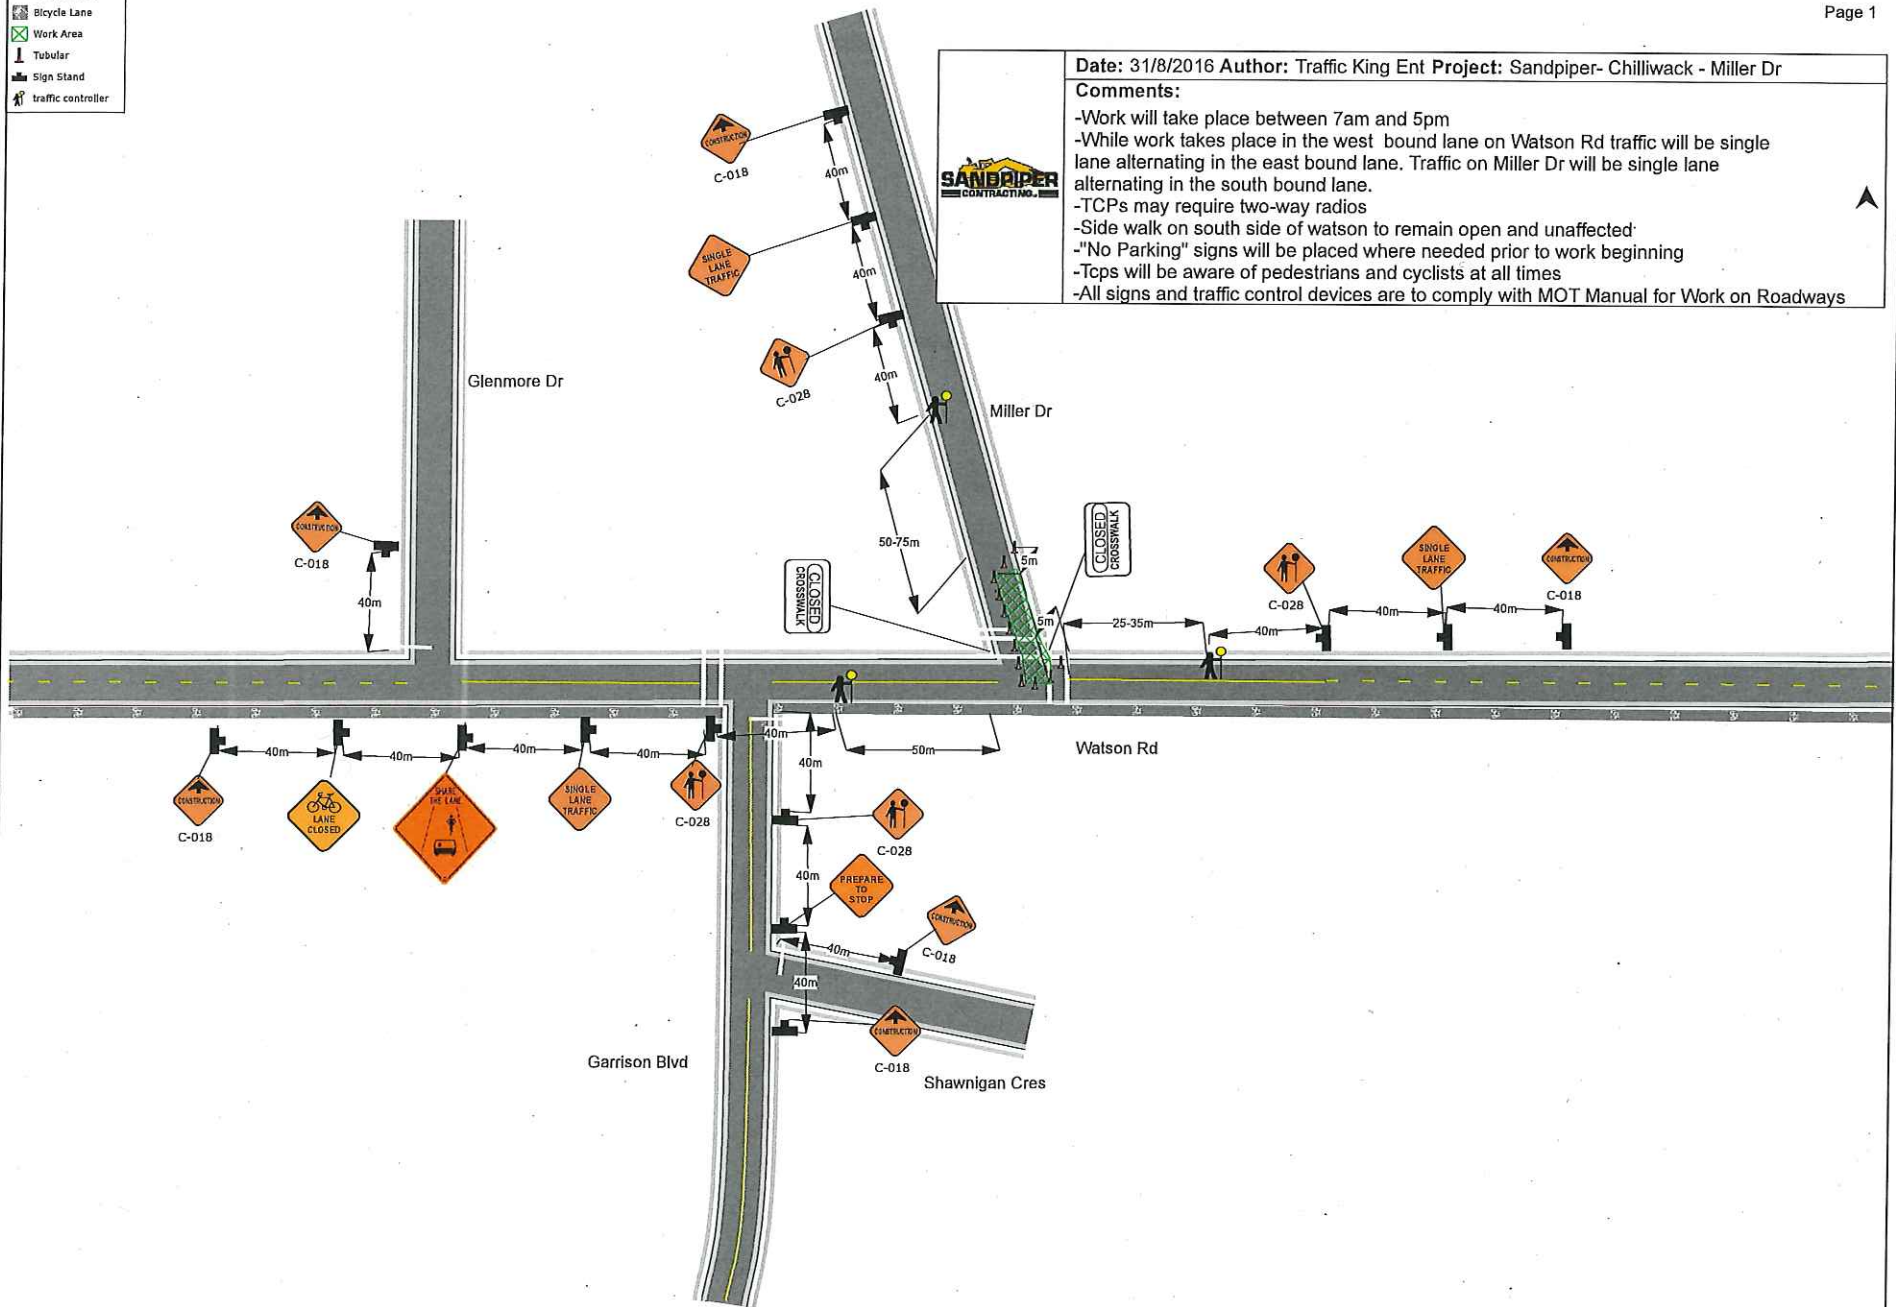 Page 1
Bicycle Lane
Work Area
Tubular
Sign Stand
traffic controller
Date: 31/8/2016 Author: Traffic King Ent Project: Sandpiper- Chilliwack - Miller Dr
Comments:
-Work will take place between 7am and 5pm
-While work takes place in the west bound lane on Watson Rd traffic will be single
lane alternating in the east bound lane. Traffic on Miller Dr will be single lane
alternating in the south bound lane.
-TCPs may require two-way radios
-Side walk on south side of watson to remain open and unaffected
-"No Parking" signs will be placed where needed prior to work beginning
-Tcps will be aware of pedestrians and cyclists at all times
-All signs and traffic control devices are to comply with MOT Manual for Work on Roadways
SANDPIPER
CONTRACTING
CONSTRUCTION
C-018
40m
SINGLE
LANE
TRAFFIC
40m
C-028
40m
Glenmore Dr
Miller Dr
CONSTRUCTION
C-018
40m
50-75m
CLOSED
CROSSWALK
CLOSED
CROSSWALK
5m
5m
25-35m
40m
C-028
40m
SINGLE
LANE
TRAFFIC
40m
CONSTRUCTION
C-018
40m
40m
40m
40m
40m
50m
Watson Rd
CONSTRUCTION
C-018
LANE
CLOSED
SHARE
THE LANE
SINGLE
LANE
TRAFFIC
C-028
40m
C-028
40m
PREPARE
TO
STOP
40m
CONSTRUCTION
C-018
40m
CONSTRUCTION
C-018
Garrison Blvd
Shawnigan Cres